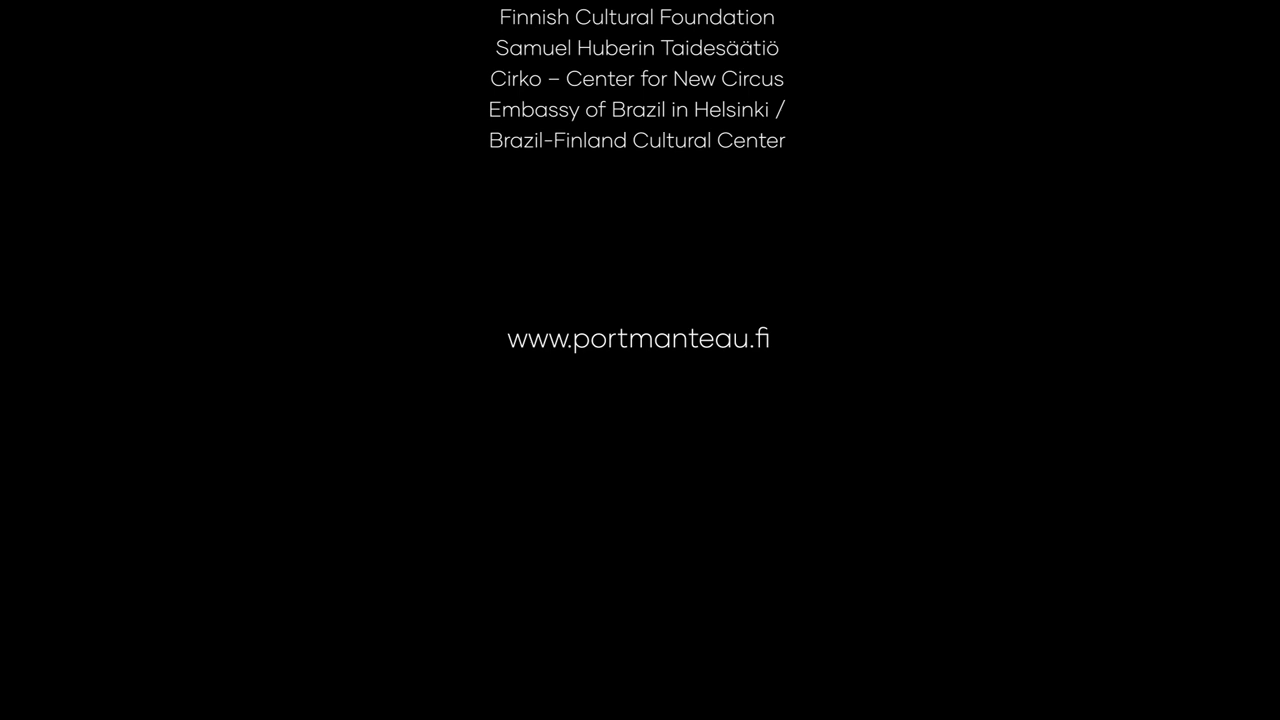 Finnish Cultural Foundation
Samuel Huberin Taidesäätiö
Cirko – Center for New Circus
Embassy of Brazil in Helsinki /
Brazil-Finland Cultural Center
www.portmanteau.fi